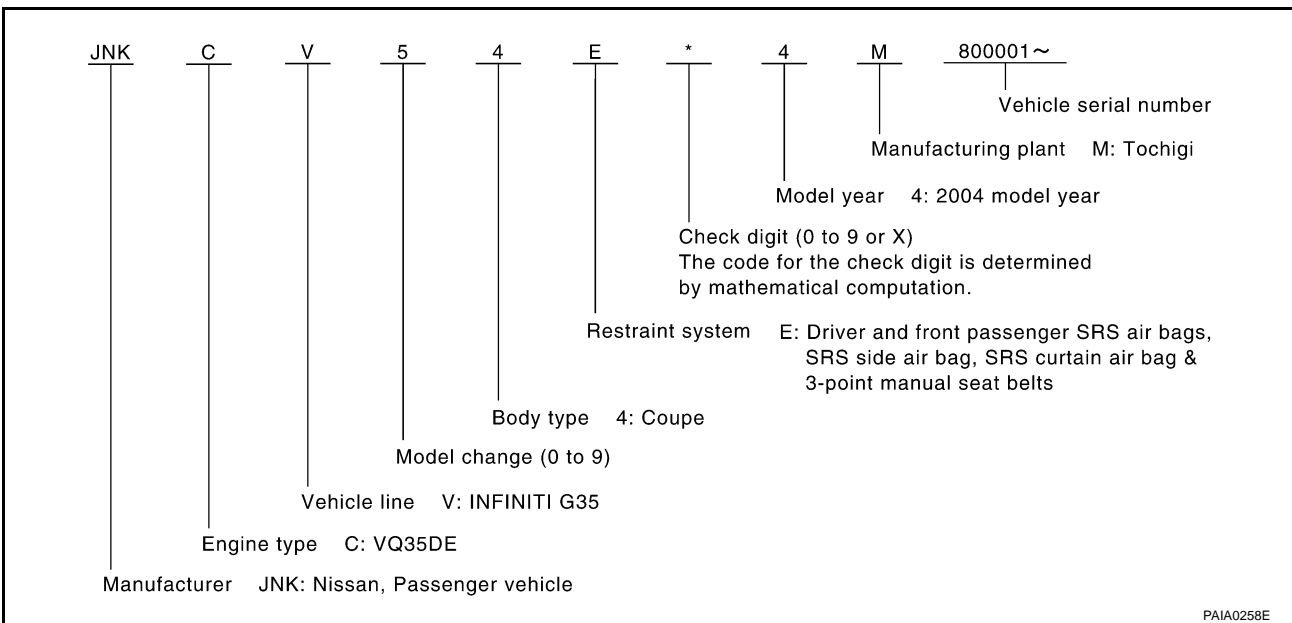 JNK C V 5 4 E * 4 M 800001~
Vehicle serial number
Manufacturing plant M: Tochigi
Model year 4: 2004 model year
Check digit (0 to 9 or X)
The code for the check digit is determined
by mathematical computation.
Restraint system E: Driver and front passenger SRS air bags,
SRS side air bag, SRS curtain air bag &
3-point manual seat belts
Body type 4: Coupe
Model change (0 to 9)
Vehicle line V: INFINITI G35
Engine type C: VQ35DE
Manufacturer JNK: Nissan, Passenger vehicle
PAIA0258E